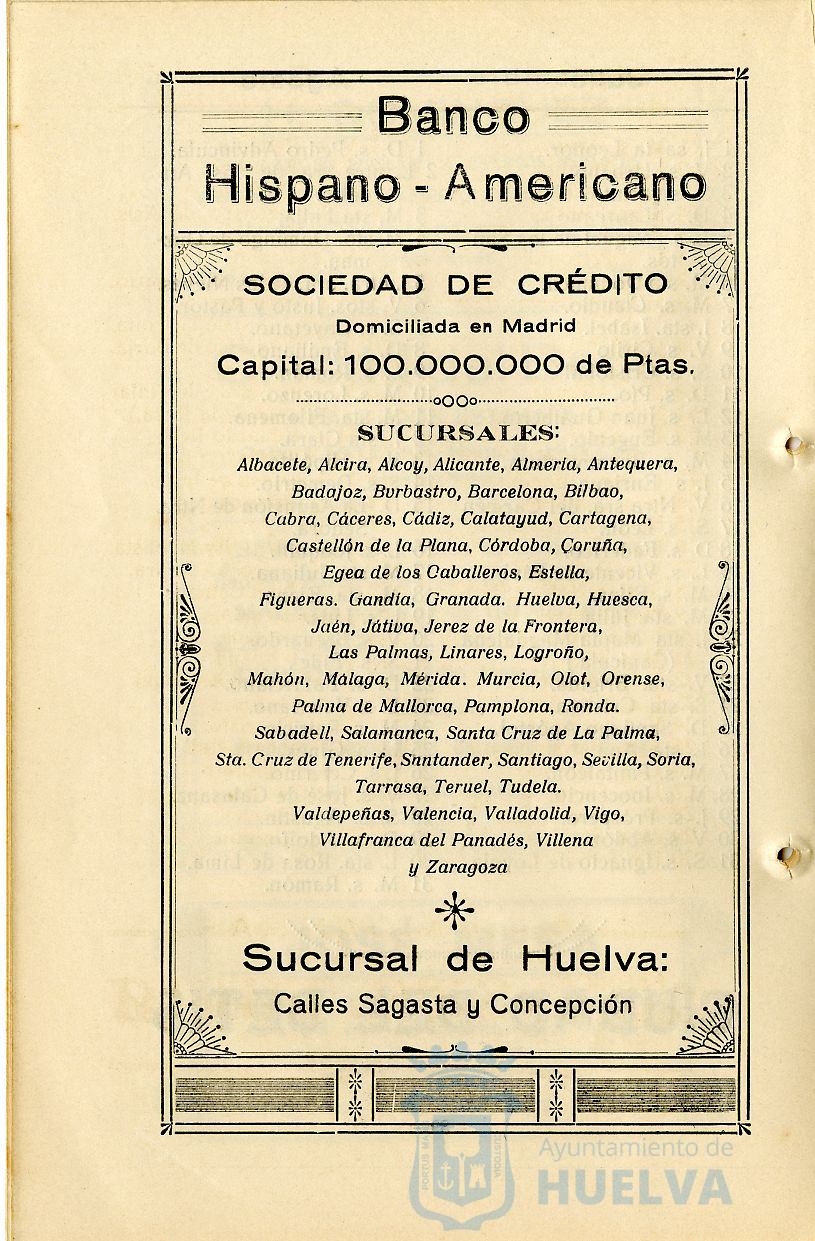 Banco
Hispano - Americano
SOCIEDAD DE CRÉDITO
Domiciliada en Madrid
Capital: 100.000.000 de Ptas.
SUCURSALES:
Albacete, Alcira, Alcoy, Alicante, Almería, Antequera,
Badajoz, Burbastro, Barcelona, Bilbao,
Cabra, Cáceres, Cádiz, Calatayud, Cartagena,
Castellón de la Plana, Córdoba, Coruña,
Egea de los Caballeros, Estella,
Figueras. Gandía, Granada. Huelva, Huesca,
Jaén, Játiva, Jerez de la Frontera,
Las Palmas, Linares, Logroño,
Mahón, Málaga, Mérida. Murcia, Olot, Orense,
Palma de Mallorca, Pamplona, Ronda.
Sabadell, Salamanca, Santa Cruz de La Palma,
Sta. Cruz de Tenerife, Santander, Santiago, Sevilla, Soria,
Tarrasa, Teruel, Tudela.
Valdepeñas, Valencia, Valladolid, Vigo,
Villafranca del Panadés, Villena
y Zaragoza
Sucursal de Huelva:
Calles Sagasta y Concepción
Ayuntamiento de
HUELVA